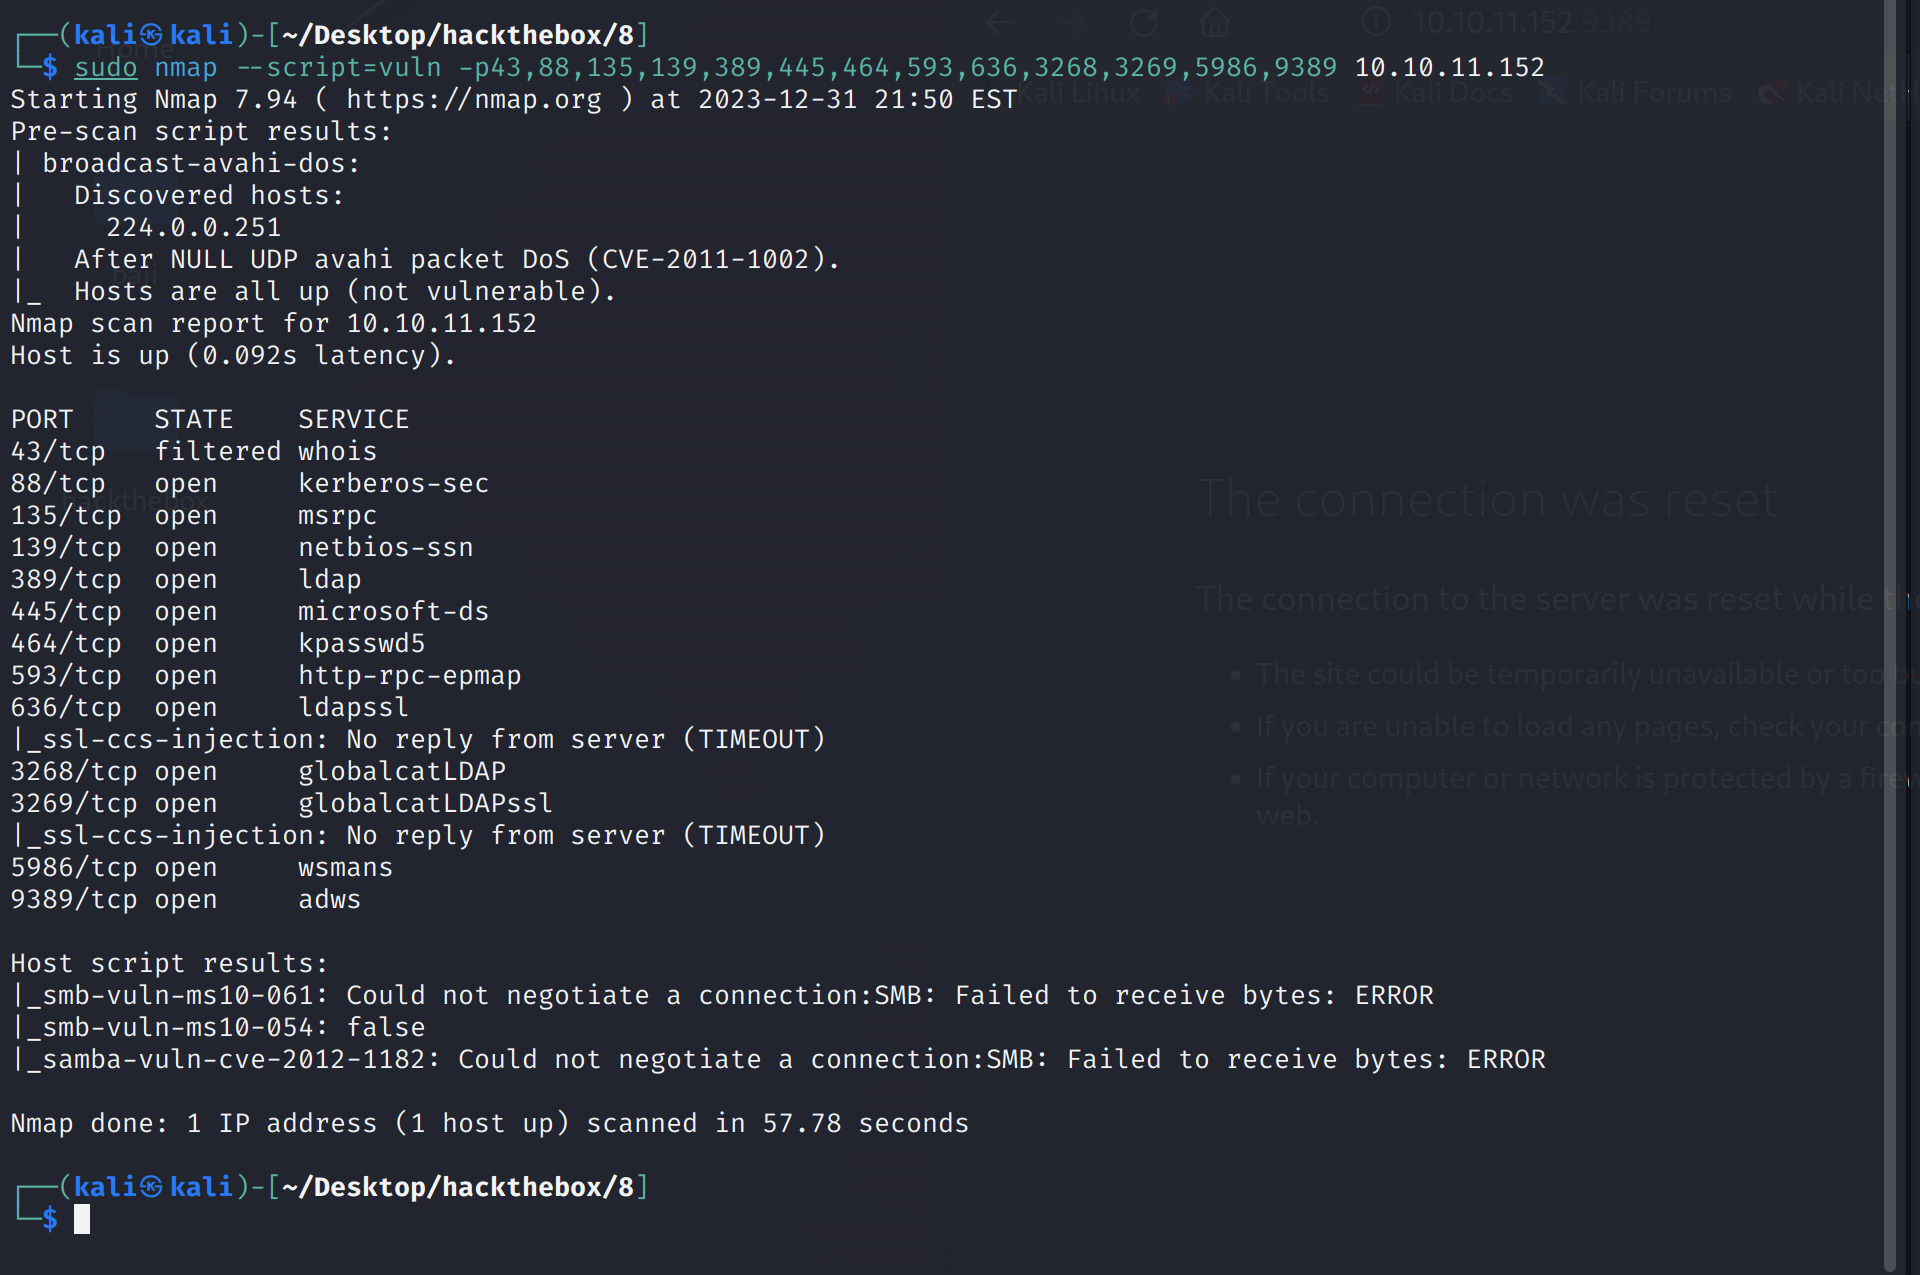 ┌──(kali㉿kali)-[~/Desktop/hackthebox/8]
└─$ sudo nmap --script=vuln -p43,88,135,139,389,445,464,593,636,3268,3269,5986,9389 10.10.11.152
Starting Nmap 7.94 ( https://nmap.org ) at 2023-12-31 21:50 EST
Pre-scan script results:
| broadcast-avahi-dos:
|   Discovered hosts:
|     224.0.0.251
|   After NULL UDP avahi packet DoS (CVE-2011-1002).
|_  Hosts are all up (not vulnerable).
Nmap scan report for 10.10.11.152
Host is up (0.092s latency).
PORT     STATE    SERVICE
43/tcp   filtered whois
88/tcp   open     kerberos-sec
135/tcp  open     msrpc
139/tcp  open     netbios-ssn
389/tcp  open     ldap
445/tcp  open     microsoft-ds
464/tcp  open     kpasswd5
593/tcp  open     http-rpc-epmap
636/tcp  open     ldapssl
|_ssl-ccs-injection: No reply from server (TIMEOUT)
3268/tcp open     globalcatLDAP
3269/tcp open     globalcatLDAPssl
|_ssl-ccs-injection: No reply from server (TIMEOUT)
5986/tcp open     wsmans
9389/tcp open     adws
Host script results:
|_smb-vuln-ms10-061: Could not negotiate a connection:SMB: Failed to receive bytes: ERROR
|_smb-vuln-ms10-054: false
|_samba-vuln-cve-2012-1182: Could not negotiate a connection:SMB: Failed to receive bytes: ERROR
Nmap done: 1 IP address (1 host up) scanned in 57.78 seconds
┌──(kali㉿kali)-[~/Desktop/hackthebox/8]
└─$
Home
hackthebox
10.10.11.152:9389
Kali Linux
Kali Tools
Kali Docs
Kali Forums
Kali
The connection was reset
The connection to the server was reset while
The site could be temporarily unavailable or too
If you are unable to load any pages, check your
If your computer or network is protected by a
web.